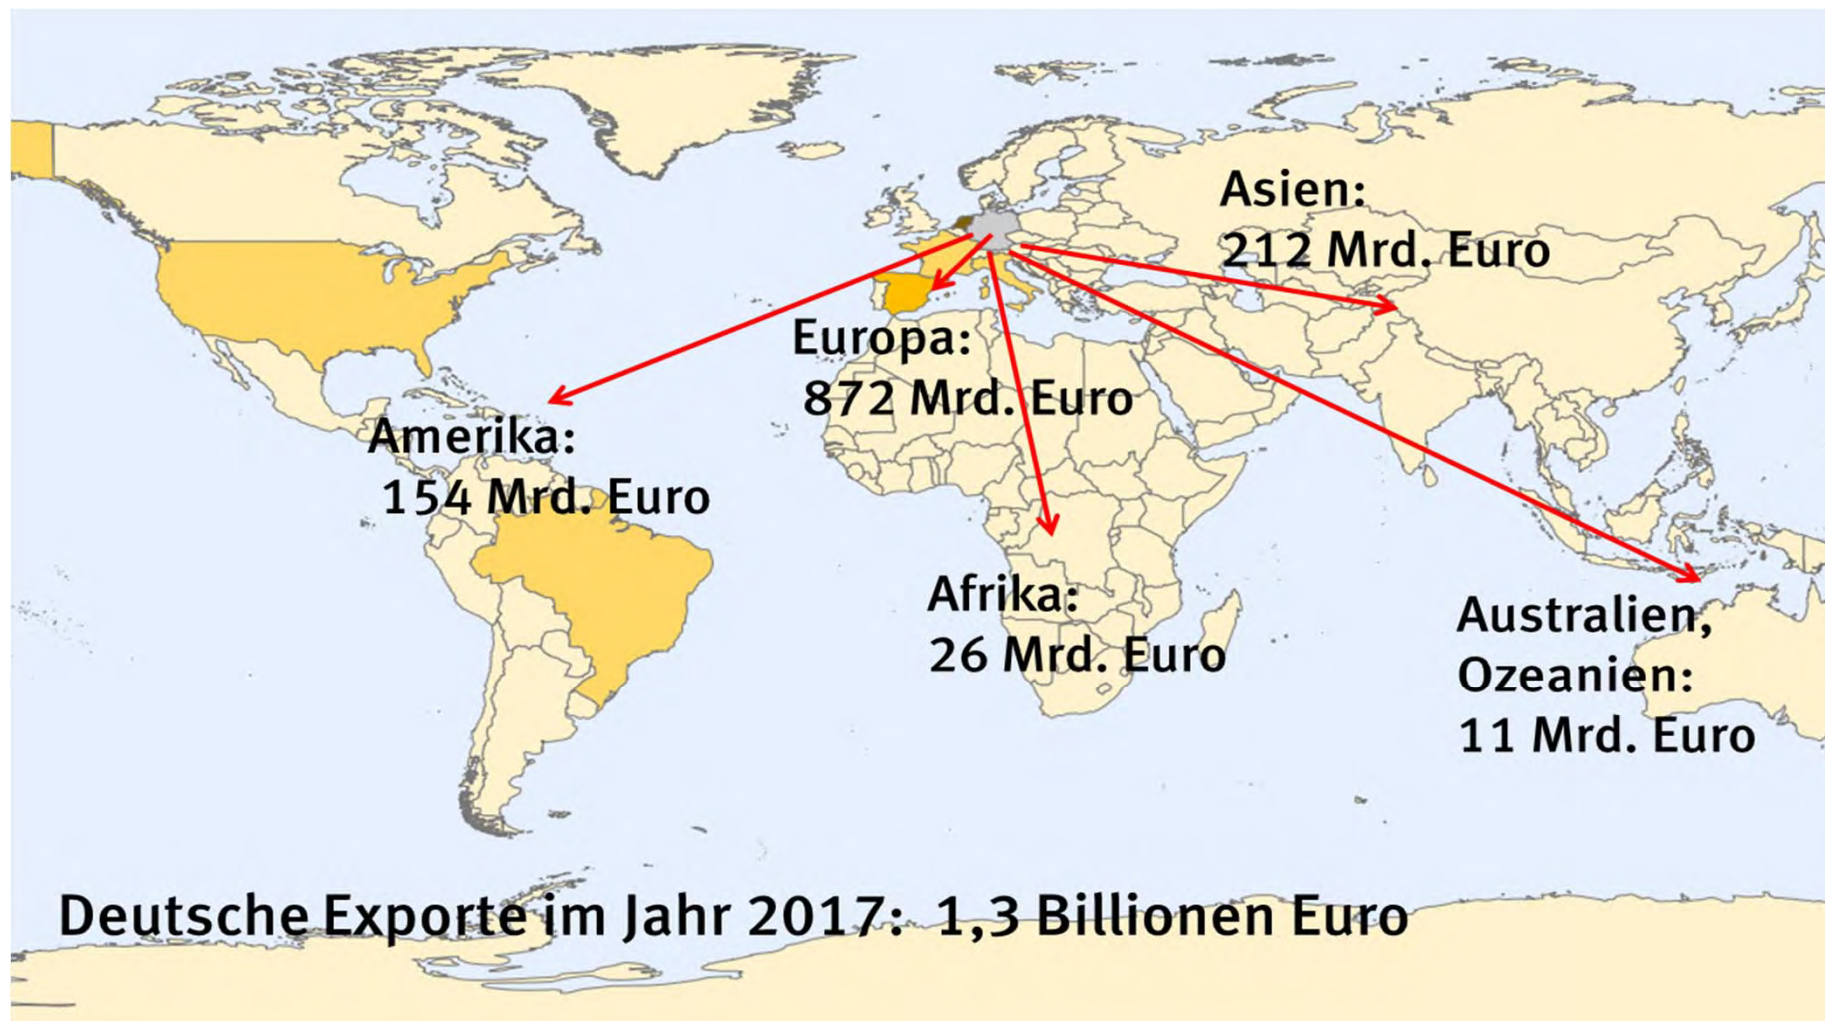 Asien:
212 Mrd. Euro
Europa:
872 Mrd. Euro
Amerika:
154 Mrd. Euro
Afrika:
26 Mrd. Euro
Australien,
Ozeanien:
11 Mrd. Euro
Deutsche Exporte im Jahr 2017: 1,3 Billionen Euro